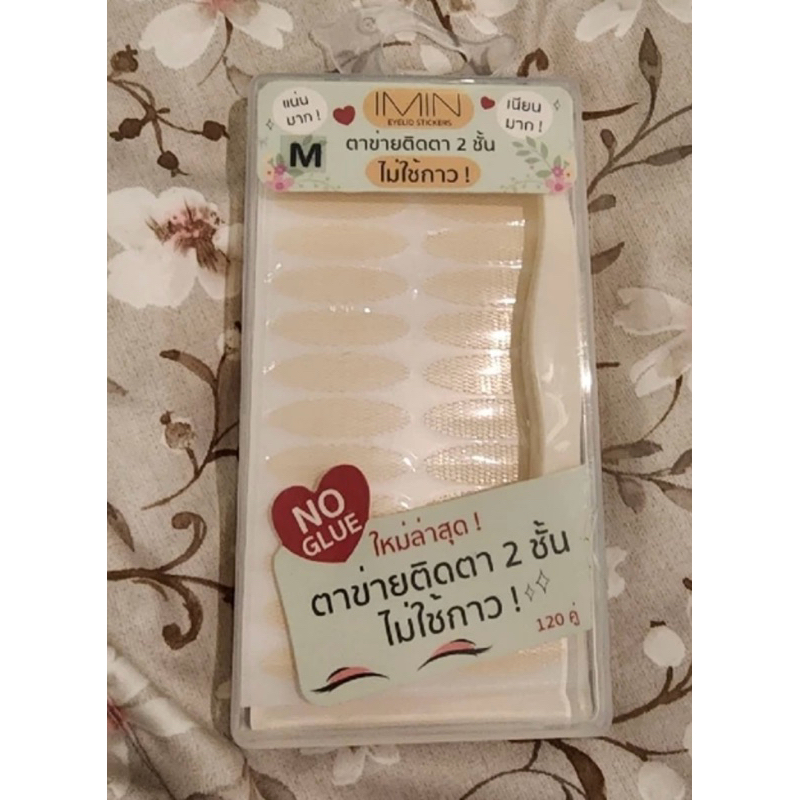 แน่น
มาก !
IMIN
EYELID STICKERS
เนียน
มาก !
M
ตาข่ายติดตา 2 ชั้น
ไม่ใช้กาว !
NO
GLUE
ใหม่ล่าสุด !
ตาข่ายติดตา 2 ชั้น
ไม่ใช้กาว !
120 คู่